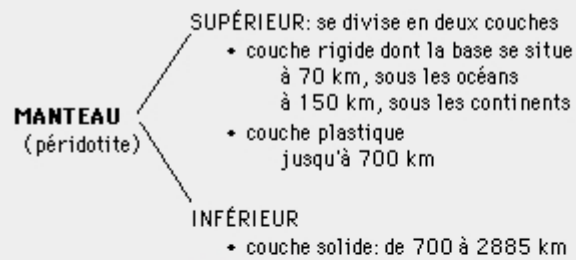 SUPÉRIEUR: se divise en deux couches
• couche rigide dont la base se situe
à 70 km, sous les océans
à 150 km, sous les continents
MANTEAU
(péridotite)
• couche plastique
jusqu'à 700 km
INFÉRIEUR
• couche solide: de 700 à 2885 km